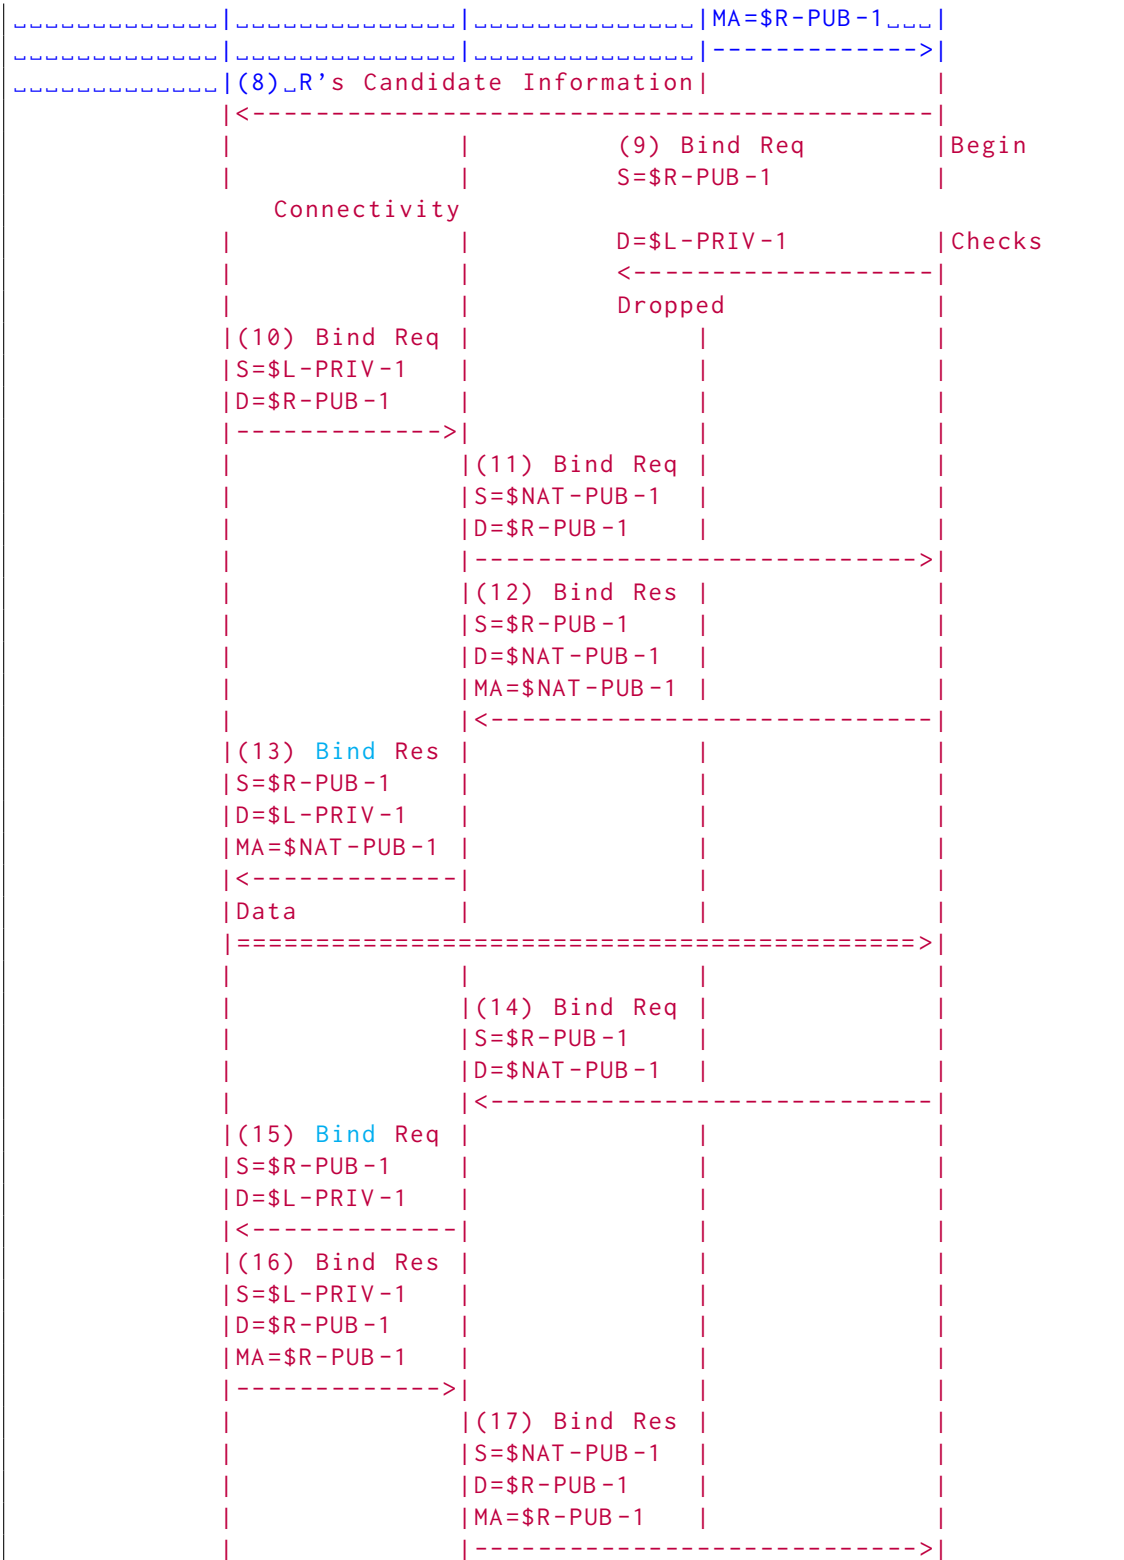 ␣␣␣␣␣␣␣␣␣␣␣␣␣|␣␣␣␣␣␣␣␣␣␣␣␣␣␣|␣␣␣␣␣␣␣␣␣␣␣␣␣␣|MA=$R-PUB-1␣␣␣|
␣␣␣␣␣␣␣␣␣␣␣␣␣|␣␣␣␣␣␣␣␣␣␣␣␣␣␣|␣␣␣␣␣␣␣␣␣␣␣␣␣␣|------------->|
␣␣␣␣␣␣␣␣␣␣␣␣␣|(8)␣R's Candidate Information|              |
             |<-------------------------------------------|
             |              |         (9) Bind Req        |Begin
             |              |         S=$R-PUB-1          |
                Connectivity
             |              |         D=$L-PRIV-1         |Checks
             |              |         <-------------------|
             |              |         Dropped             |
             |(10) Bind Req |              |              |
             |S=$L-PRIV-1   |              |              |
             |D=$R-PUB-1    |              |              |
             |------------->|              |              |
             |              |(11) Bind Req |              |
             |              |S=$NAT-PUB-1  |              |
             |              |D=$R-PUB-1    |              |
             |              |---------------------------->|
             |              |(12) Bind Res |              |
             |              |S=$R-PUB-1    |              |
             |              |D=$NAT-PUB-1  |              |
             |              |MA=$NAT-PUB-1 |              |
             |              |<----------------------------|
             |(13) Bind Res |              |              |
             |S=$R-PUB-1    |              |              |
             |D=$L-PRIV-1   |              |              |
             |MA=$NAT-PUB-1 |              |              |
             |<-------------|              |              |
             |Data          |              |              |
             |===========================================>|
             |              |              |              |
             |              |(14) Bind Req |              |
             |              |S=$R-PUB-1    |              |
             |              |D=$NAT-PUB-1  |              |
             |              |<----------------------------|
             |(15) Bind Req |              |              |
             |S=$R-PUB-1    |              |              |
             |D=$L-PRIV-1   |              |              |
             |<-------------|              |              |
             |(16) Bind Res |              |              |
             |S=$L-PRIV-1   |              |              |
             |D=$R-PUB-1    |              |              |
             |MA=$R-PUB-1   |              |              |
             |------------->|              |              |
             |              |(17) Bind Res |              |
             |              |S=$NAT-PUB-1  |              |
             |              |D=$R-PUB-1    |              |
             |              |MA=$R-PUB-1   |              |
             |              |---------------------------->|